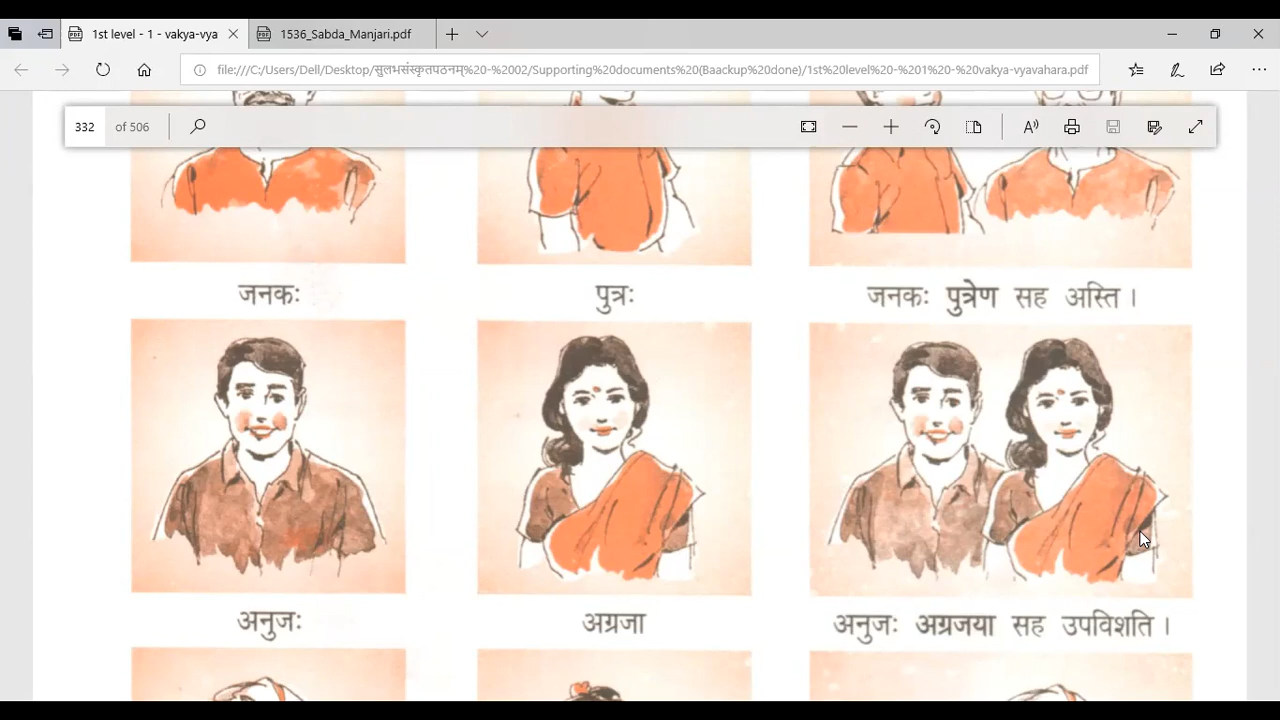 1st level - 1 - vakya-vya
1536_Sabda_Manjari.pdf
file:///C:/Users/Dell/Desktop/सुलभसंस्कृतपठनम्%20-%2002/Supporting%20documents%20(Baackup%20done)/1st%20level%20-%201%20-%20vakya-vyavahara.pdf
332 of 506
जनकः पुत्रः जनकः पुत्रेण सह अस्ति ।
अनुजः अग्रजा अनुजः अग्रजया सह उपविशति ।